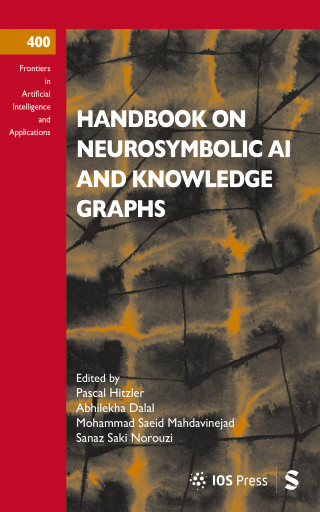 400
Frontiers
in
Artificial
Intelligence
and
Applications
HANDBOOK ON
NEUROSYMBOLIC AI
AND KNOWLEDGE
GRAPHS
Edited by
Pascal Hitzler
Abhilekha Dalal
Mohammad Saeid Mahdavinejad
Sanaz Saki Norouzi
IOS Press S